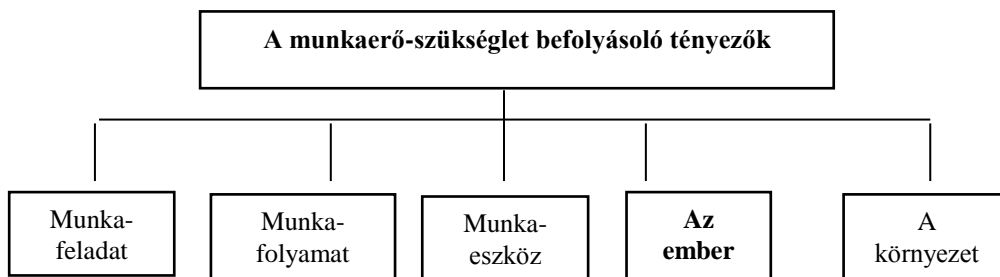 A munkaerő-szükséglet befolyásoló tényezők
Munka-
feladat
Munka-
folyamat
Munka-
eszköz
Az
ember
A
környezet